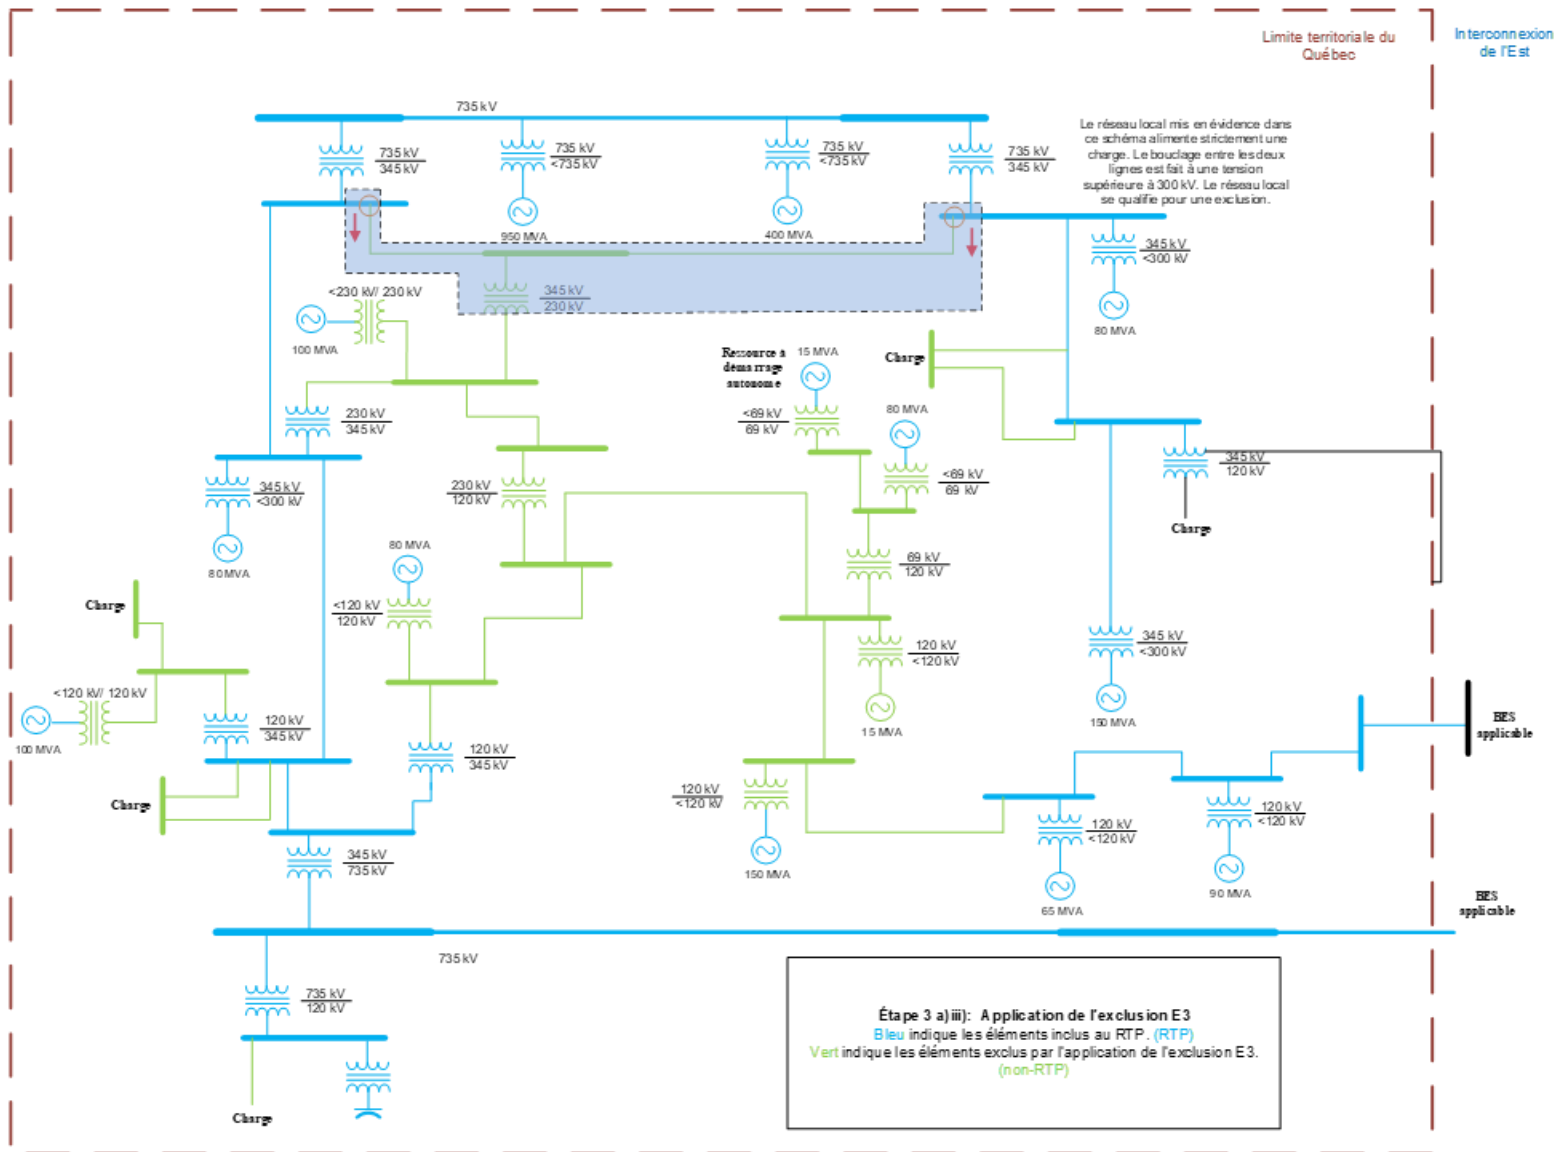 Limite territoriale du
Québec
Interconnexion
de l'Est
735 kV
735 kV
345 kV
735 kV
<735 kV
735 kV
<735 kV
735 kV
345 kV
Le réseau local mis en évidence dans
ce schéma alimente strictement une
charge. Le bouclage entre les deux
lignes est fait à une tension
supérieure à 300 kV. Le réseau local
se qualifie pour une exclusion.
950 MVA
400 MVA
345 kV
<300 kV
80 MVA
<230 kV/ 230 kV
345 kV
230 kV
100 MVA
Ressource à
démarrage
autonome
15 MVA
Charge
230 kV
345 kV
<69 kV
69 kV
80 MVA
345 kV
<300 kV
230 kV
120 kV
<69 kV
69 kV
345 kV
120 kV
Charge
80 MVA
80 MVA
69 kV
120 kV
Charge
<120 kV
120 kV
120 kV
<120 kV
345 kV
<300 kV
<120 kV/ 120 kV
100 MVA
120 kV
345 kV
15 MVA
150 MVA
BES
applicable
120 kV
345 kV
Charge
120 kV
<120 kV
120 kV
<120 kV
120 kV
<120 kV
345 kV
735 kV
150 MVA
65 MVA
90 MVA
BES
applicable
735 kV
735 kV
120 kV
Charge
Étape 3 a)iii): Application de l'exclusion E3
Bleu indique les éléments inclus au RTP. (RTP)
Vert indique les éléments exclus par l'application de l'exclusion E3.
(non-RTP)